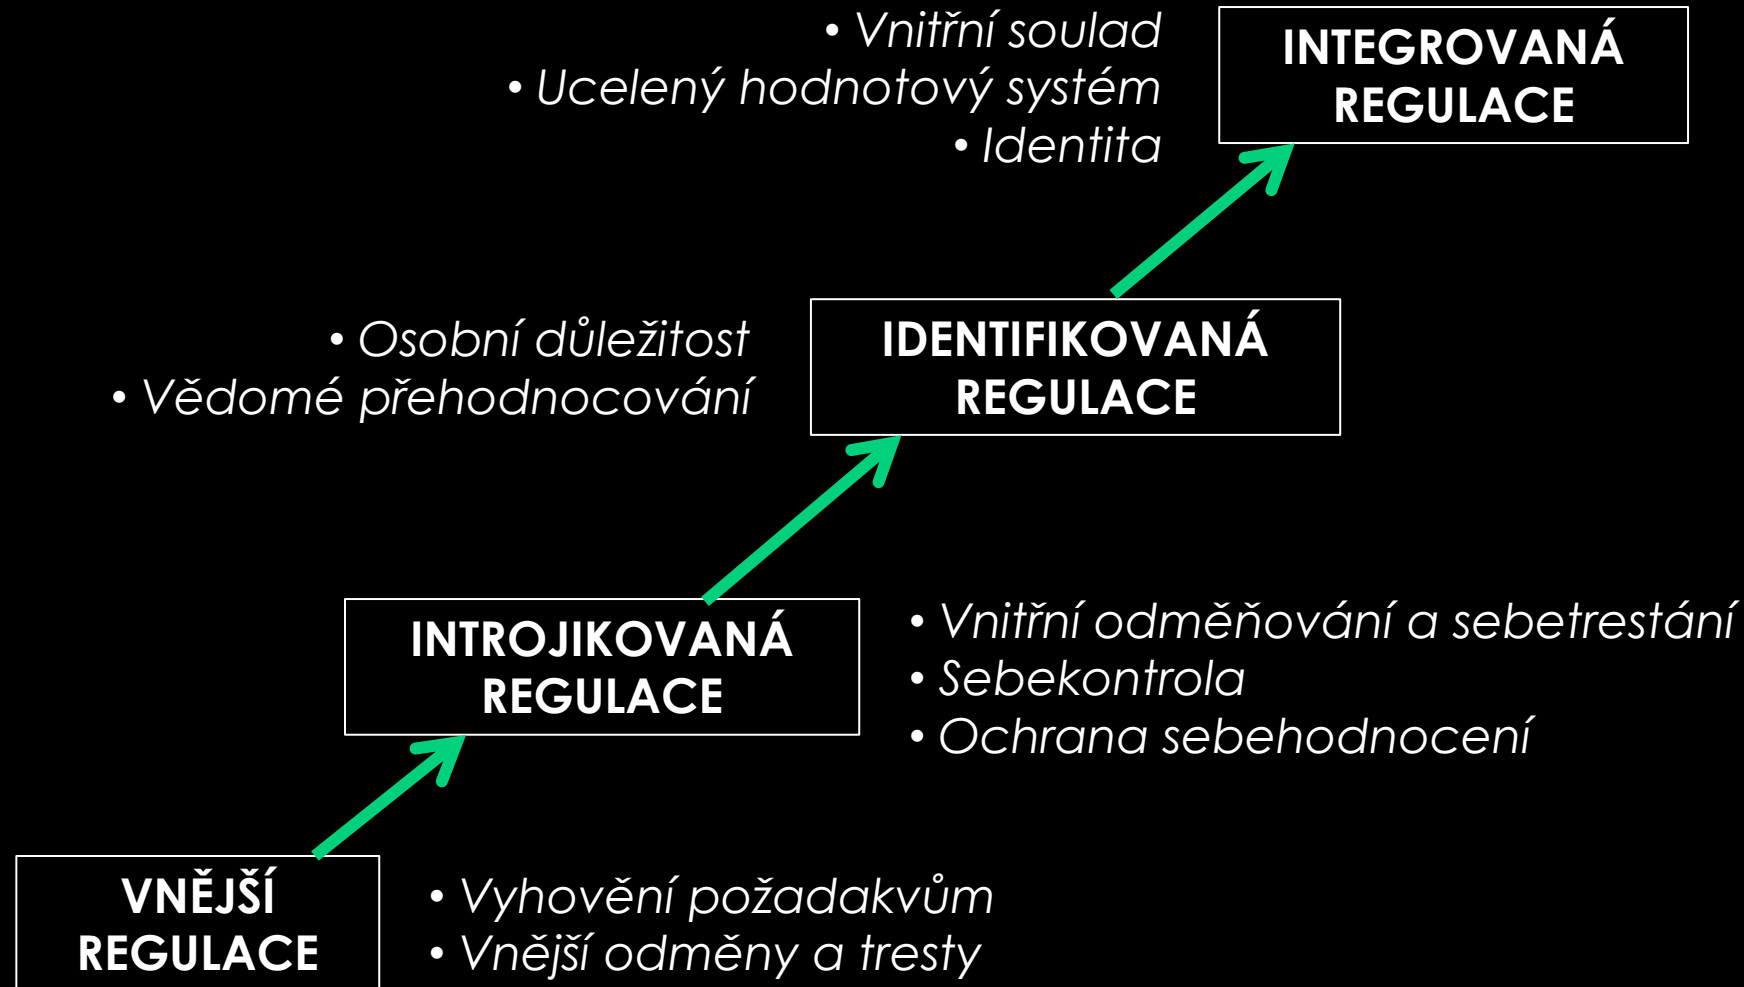 • Vnitřní soulad
• Ucelený hodnotový systém
• Identita
INTEGROVANÁ
REGULACE
• Osobní důležitost
• Vědomé přehodnocování
IDENTIFIKOVANÁ
REGULACE
INTROJIKOVANÁ
REGULACE
• Vnitřní odměňování a sebetrestání
• Sebekontrola
• Ochrana sebehodnocení
VNĚJŠÍ
REGULACE
• Vyhovění požadakvům
• Vnější odměny a tresty